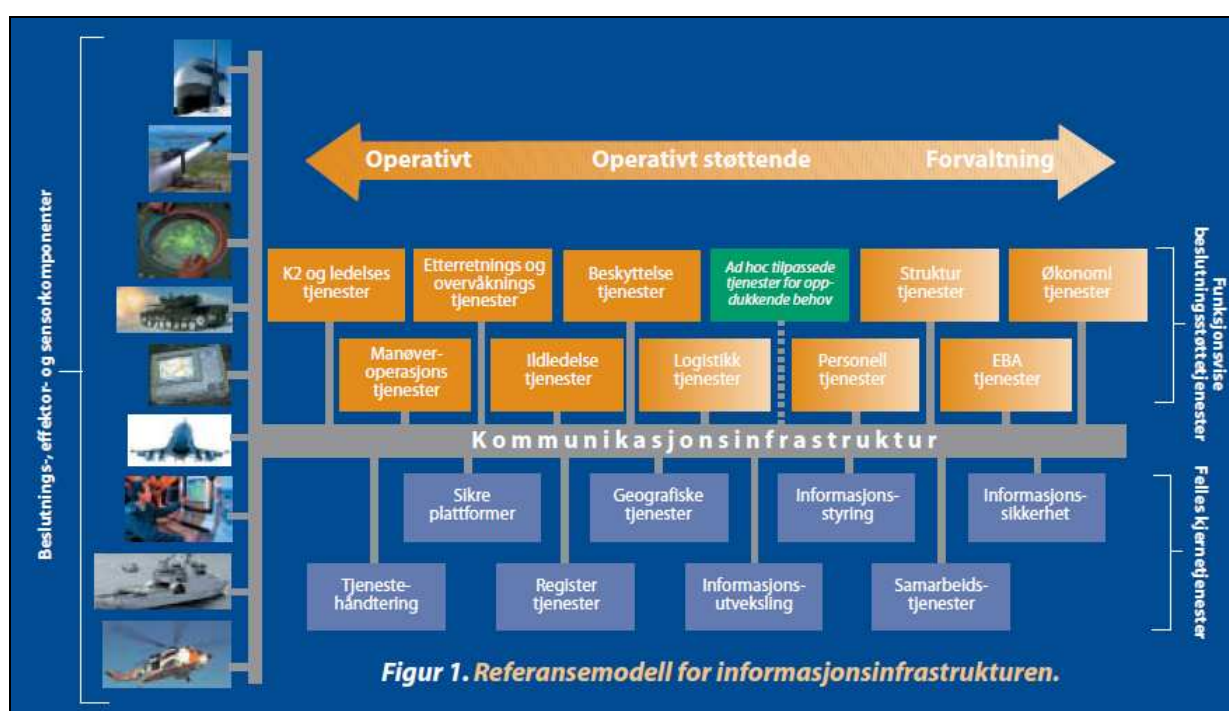 Beslutnings-, effektor- og sensorkomponenter
Operativt
Operativt støttende
Forvaltning
K2 og ledelses
tjenester
Etterretnings og
overvåknings
tjenester
Beskyttelse
tjenester
Ad hoc tilpassede
tjenester for opp-
dukkende behov
Struktur
tjenester
Økonomi
tjenester
Manøver-
operasjons
tjenester
Ildledelse
tjenester
Logistikk
tjenester
Personell
tjenester
EBA
tjenester
Funksjonsvise
beslutningsstøttetjenester
Kommunikasjonsinfrastruktur
Sikre
plattformer
Geografiske
tjenester
Informasjons-
styring
Informasjons-
sikkerhet
Tjeneste-
håndtering
Register
tjenester
Informasjons-
utveksling
Samarbeids-
tjenester
Felles kjernetjenester
Figur 1. Referansemodell for informasjonsinfrastrukturen.